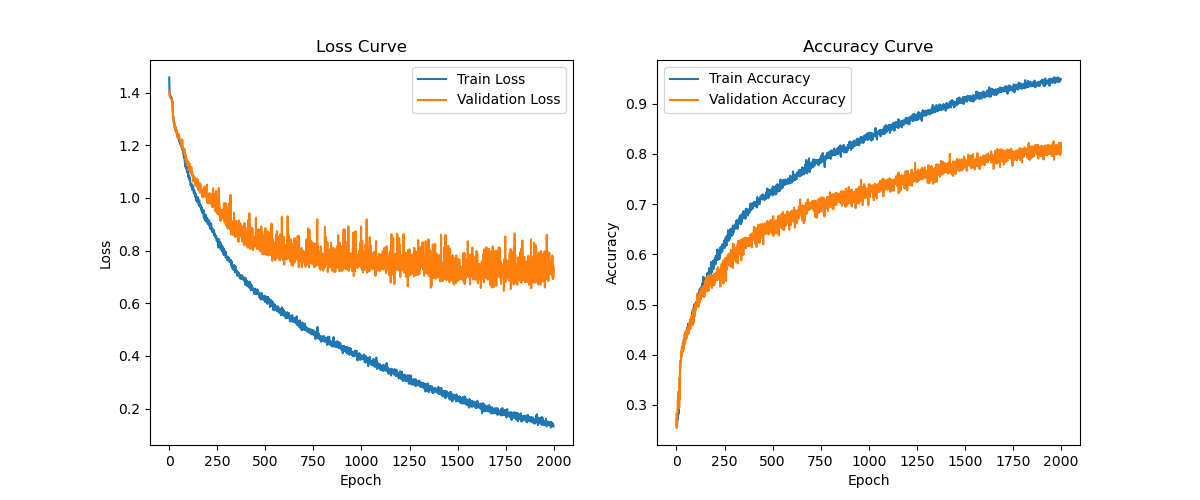 Loss Curve
Train Loss
Validation Loss
1.4
1.2
1.0
0.8
0.6
0.4
0.2
Loss
0 250 500 750 1000 1250 1500 1750 2000
Epoch
Accuracy Curve
Train Accuracy
Validation Accuracy
0.9
0.8
0.7
0.6
0.5
0.4
0.3
Accuracy
0 250 500 750 1000 1250 1500 1750 2000
Epoch